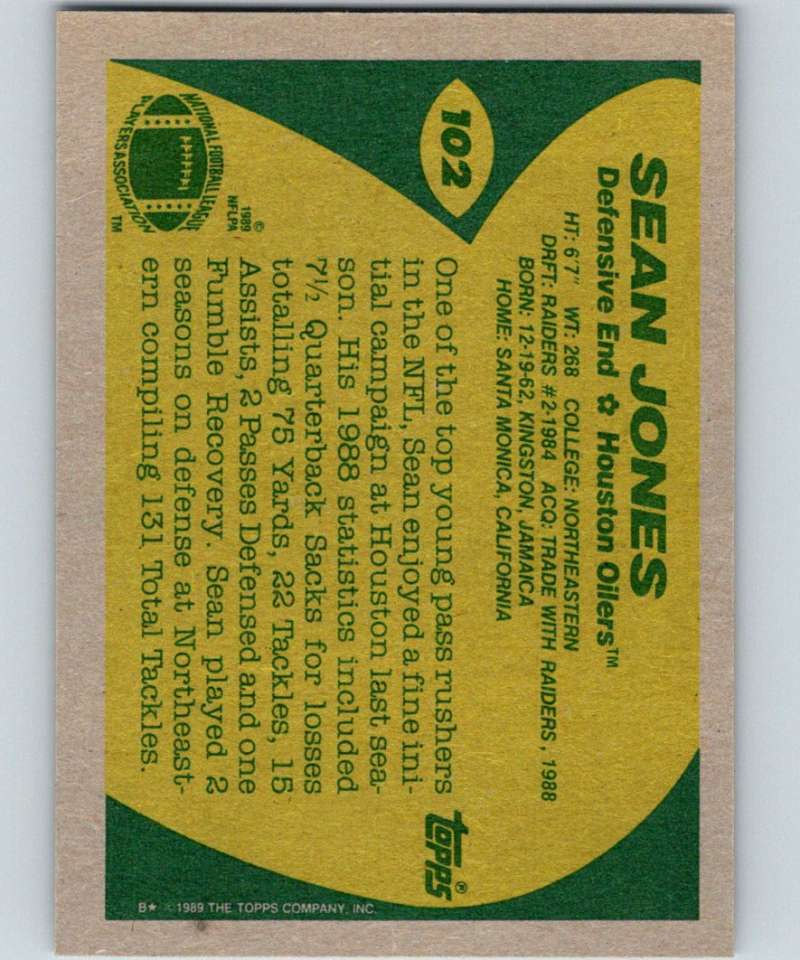 102
SEAN JONES
Defensive End ✿ Houston Oilers™
HT: 6'7" WT: 268 COLLEGE: NORTHEASTERN
DRFT: RAIDERS #2-1984 ACQ: TRADE WITH RAIDERS, 1988
BORN: 12-19-62, KINGSTON, JAMAICA
HOME: SANTA MONICA, CALIFORNIA
One of the top young pass rushers
in the NFL, Sean enjoyed a fine ini-
tial campaign at Houston last sea-
son. His 1988 statistics included
7½ Quarterback Sacks for losses
totalling 75 Yards, 22 Tackles, 15
Assists, 2 Passes Defensed and one
Fumble Recovery. Sean played 2
seasons on defense at Northeast-
ern compiling 131 Total Tackles.
©
1989
NFLPA
NATIONAL FOOTBALL LEAGUE
PLAYERS ASSOCIATION
™
topps®
B★ ©1989 THE TOPPS COMPANY, INC.